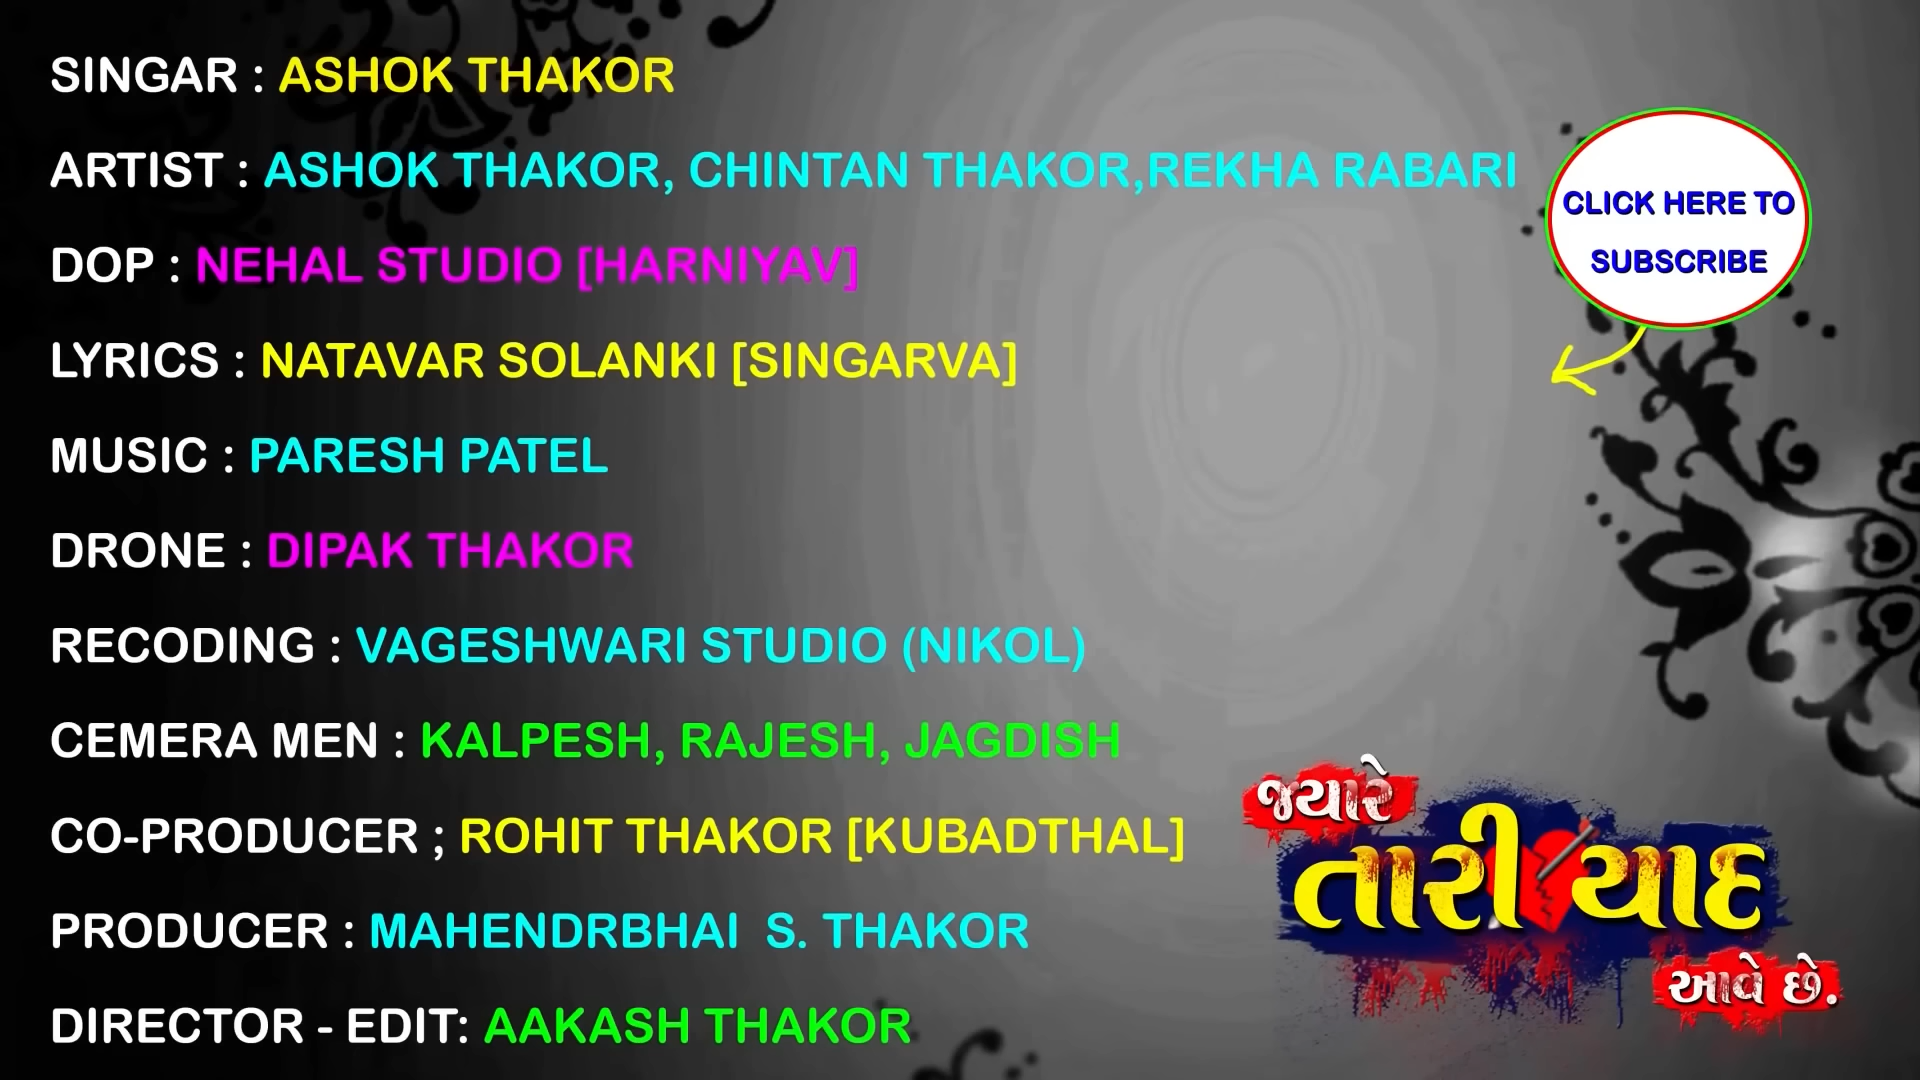 SINGAR : ASHOK THAKOR
ARTIST : ASHOK THAKOR, CHINTAN THAKOR,REKHA RABARI
DOP : NEHAL STUDIO [HARNIYAV]
LYRICS : NATAVAR SOLANKI [SINGARVA]
MUSIC : PARESH PATEL
DRONE : DIPAK THAKOR
RECODING : VAGESHWARI STUDIO (NIKOL)
CEMERA MEN : KALPESH, RAJESH, JAGDISH
CO-PRODUCER ; ROHIT THAKOR [KUBADTHAL]
PRODUCER : MAHENDRBHAI  S. THAKOR
DIRECTOR - EDIT: AAKASH THAKOR
CLICK HERE TO
SUBSCRIBE
જ્યારે
તારી યાદ
આવે છે.